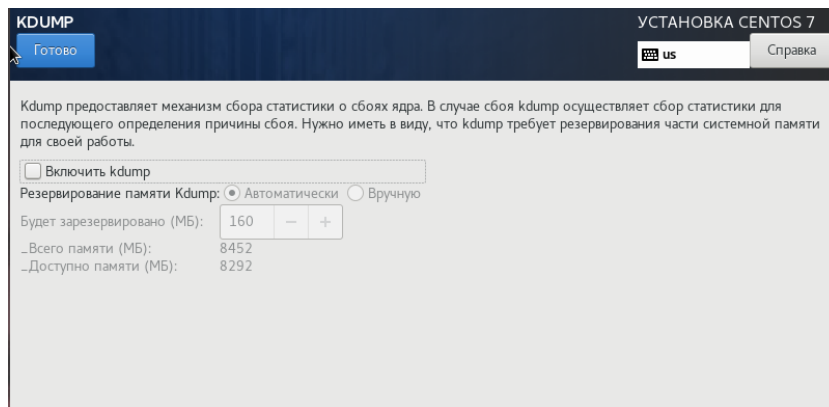 KDUMP
УСТАНОВКА CENTOS 7
Готово
us
Справка
Kdump предоставляет механизм сбора статистики о сбоях ядра. В случае сбоя kdump осуществляет сбор статистики для
последующего определения причины сбоя. Нужно иметь в виду, что kdump требует резервирования части системной памяти
для своей работы.
Включить kdump
Резервирование памяти Kdump: Автоматически Вручную
Будет зарезервировано (МБ): 160 − +
_Всего памяти (МБ): 8452
_Доступно памяти (МБ): 8292